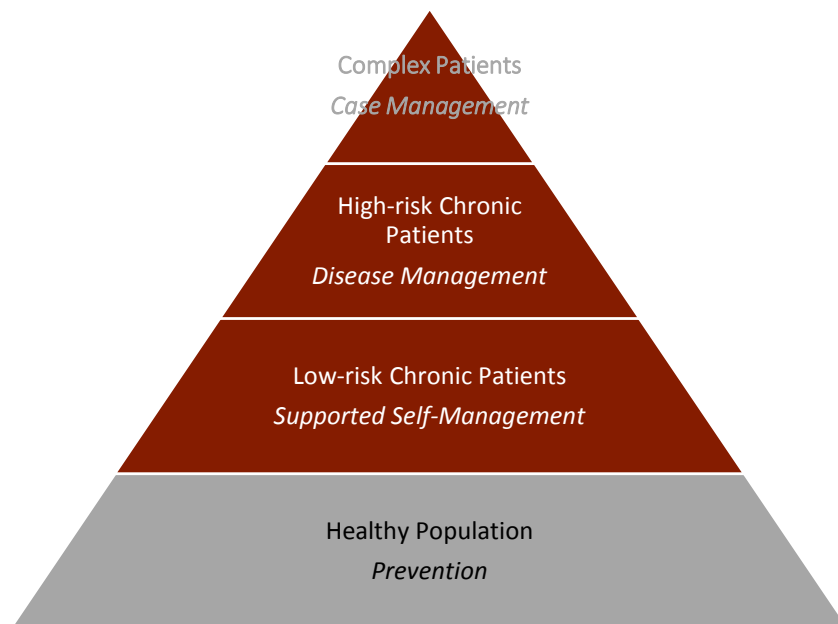 Complex Patients
Case Management
High-risk Chronic
Patients
Disease Management
Low-risk Chronic Patients
Supported Self-Management
Healthy Population
Prevention